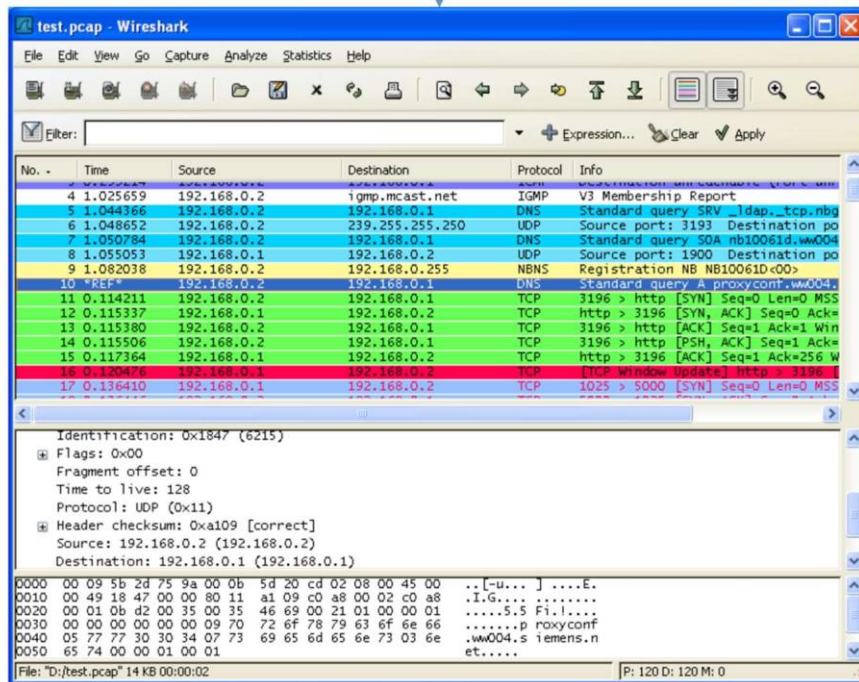 test.pcap - Wireshark
File Edit View Go Capture Analyze Statistics Help
Filter: Expression... Clear Apply
No. Time Source Destination Protocol Info
4 1.025659 192.168.0.2 igmp.mcast.net IGMP V3 Membership Report
5 1.044366 192.168.0.2 192.168.0.1 DNS Standard query SRV _ldap._tcp.nbg
6 1.048652 192.168.0.2 239.255.255.250 UDP Source port: 3193 Destination po
7 1.050784 192.168.0.2 192.168.0.1 DNS Standard query SOA nb10061d.ww004
8 1.055053 192.168.0.1 192.168.0.2 UDP Source port: 1900 Destination po
9 1.082038 192.168.0.2 192.168.0.255 NBNS Registration NB NB10061D<00>
10 *REF* 192.168.0.2 192.168.0.1 DNS Standard query A proxyconf.ww004.
11 0.114211 192.168.0.2 192.168.0.1 TCP 3196 > http [SYN] Seq=0 Len=0 MSS
12 0.115337 192.168.0.1 192.168.0.2 TCP http > 3196 [SYN, ACK] Seq=0 Ack=
13 0.115380 192.168.0.2 192.168.0.1 TCP 3196 > http [ACK] Seq=1 Ack=1 Win
14 0.115506 192.168.0.2 192.168.0.1 TCP 3196 > http [PSH, ACK] Seq=1 Ack=
15 0.117364 192.168.0.1 192.168.0.2 TCP http > 3196 [ACK] Seq=1 Ack=256 W
16 0.120476 192.168.0.1 192.168.0.2 TCP [TCP Window Update] http > 3196 [
17 0.136410 192.168.0.1 192.168.0.2 TCP 1025 > 5000 [SYN] Seq=0 Len=0 MSS
Identification: 0x1847 (6215)
Flags: 0x00
Fragment offset: 0
Time to live: 128
Protocol: UDP (0x11)
Header checksum: 0xa109 [correct]
Source: 192.168.0.2 (192.168.0.2)
Destination: 192.168.0.1 (192.168.0.1)
0000 00 09 5b 2d 75 9a 00 0b 5d 20 cd 02 08 00 45 00 ..[-u... ] ....E.
0010 00 49 18 47 00 00 80 11 a1 09 c0 a8 00 02 c0 a8 .I.G.... ........
0020 00 01 0b d2 00 35 00 35 46 69 00 21 01 00 00 01 .....5.5 Fi.!....
0030 00 00 00 00 00 00 09 70 72 6f 78 79 63 6f 6e 66 .......p roxyconf
0040 05 77 77 30 30 34 07 73 69 65 6d 65 6e 73 03 6e .ww004.s iemens.n
0050 65 74 00 00 01 00 01 et.....
File: "D:/test.pcap" 14 KB 00:00:02 P: 120 D: 120 M: 0